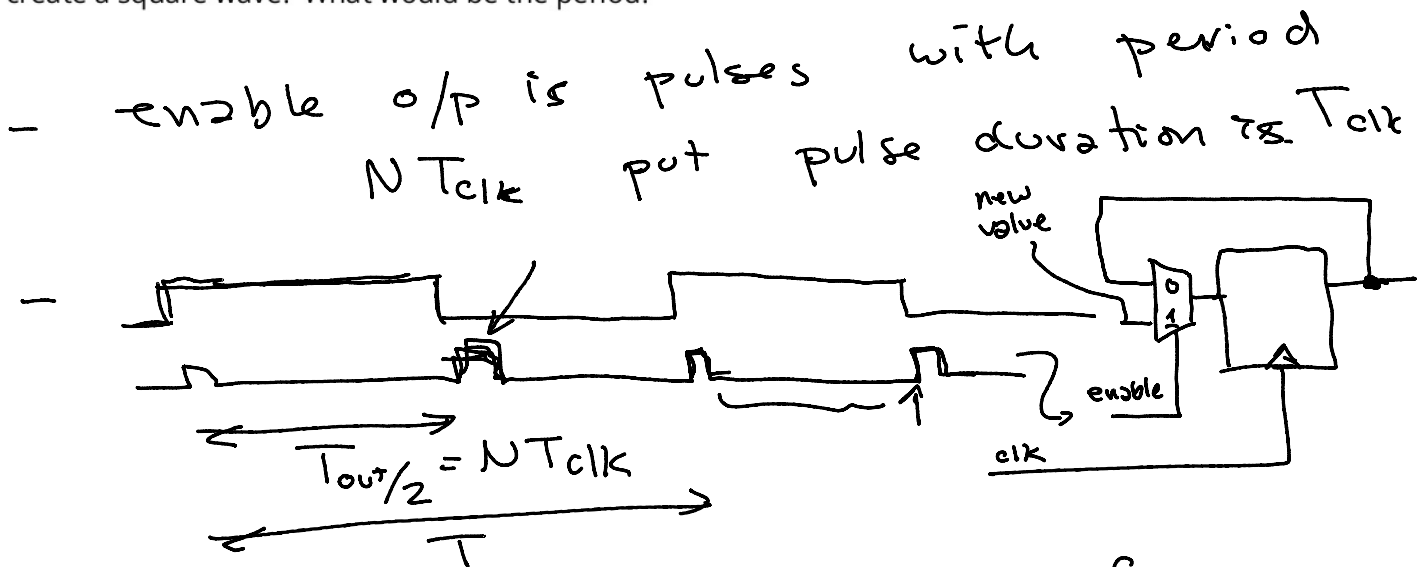 create a square wave? What would be the period?
- enable o/p is pulses with period
NTclk put pulse duration is Tclk
new
value
-
0
1
enable
Tout/2 = NTclk
clk
T